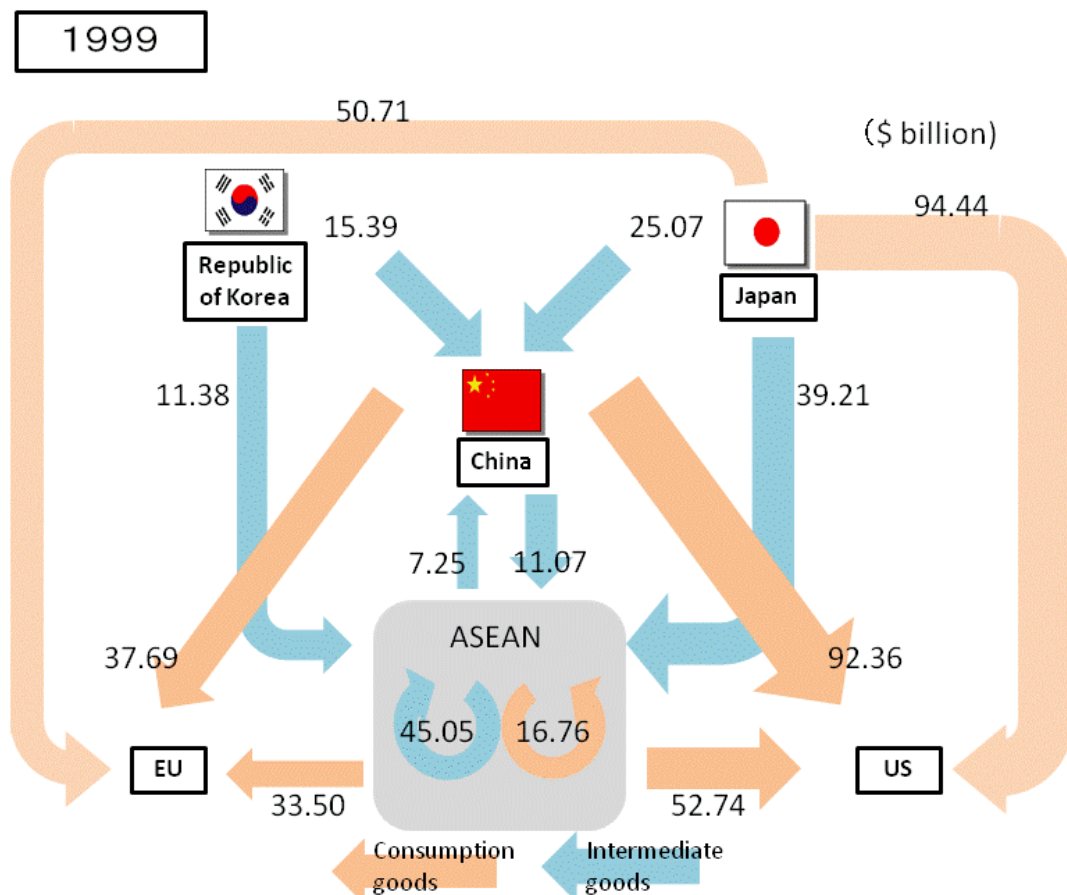 1999
50.71
($ billion)
94.44
15.39
25.07
Republic
of Korea
Japan
11.38
39.21
China
7.25
11.07
ASEAN
37.69
92.36
45.05
16.76
EU
US
33.50
52.74
Consumption
goods
Intermediate
goods